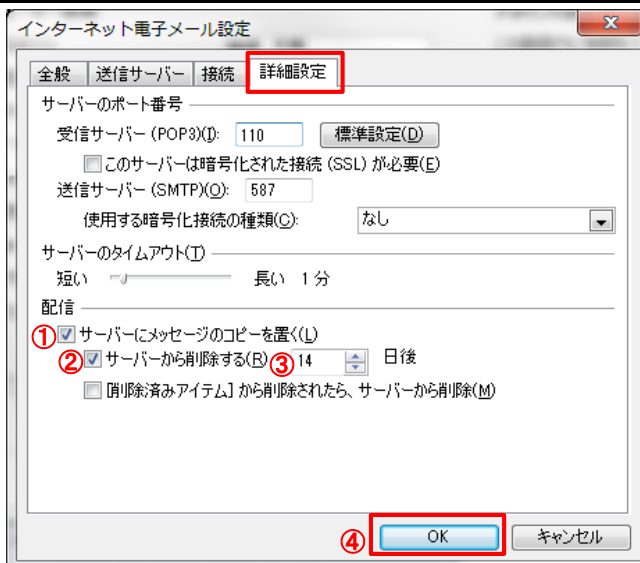 インターネット電子メール設定
全般 送信サーバー 接続 詳細設定
サーバーのポート番号
受信サーバー (POP3)(I): 110 標準設定(D)
このサーバーは暗号化された接続 (SSL) が必要(E)
送信サーバー (SMTP)(O): 587
使用する暗号化接続の種類(C): なし
サーバーのタイムアウト(T)
短い 長い 1 分
配信
① サーバーにメッセージのコピーを置く(L)
② サーバーから削除する(R) ③ 14 日後
[削除済みアイテム] から削除されたら、サーバーから削除(M)
④ OK キャンセル